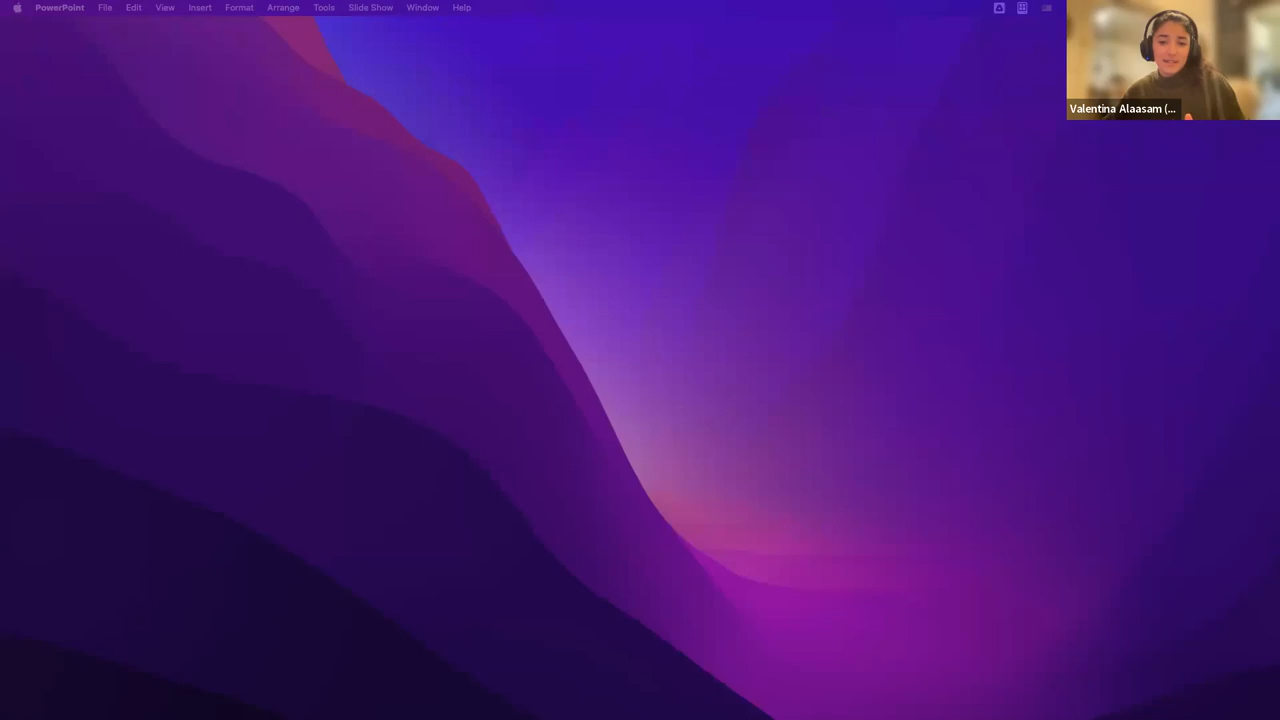 PowerPoint File Edit View Insert Format Arrange Tools Slide Show Window Help
Valentina Alaasam (...